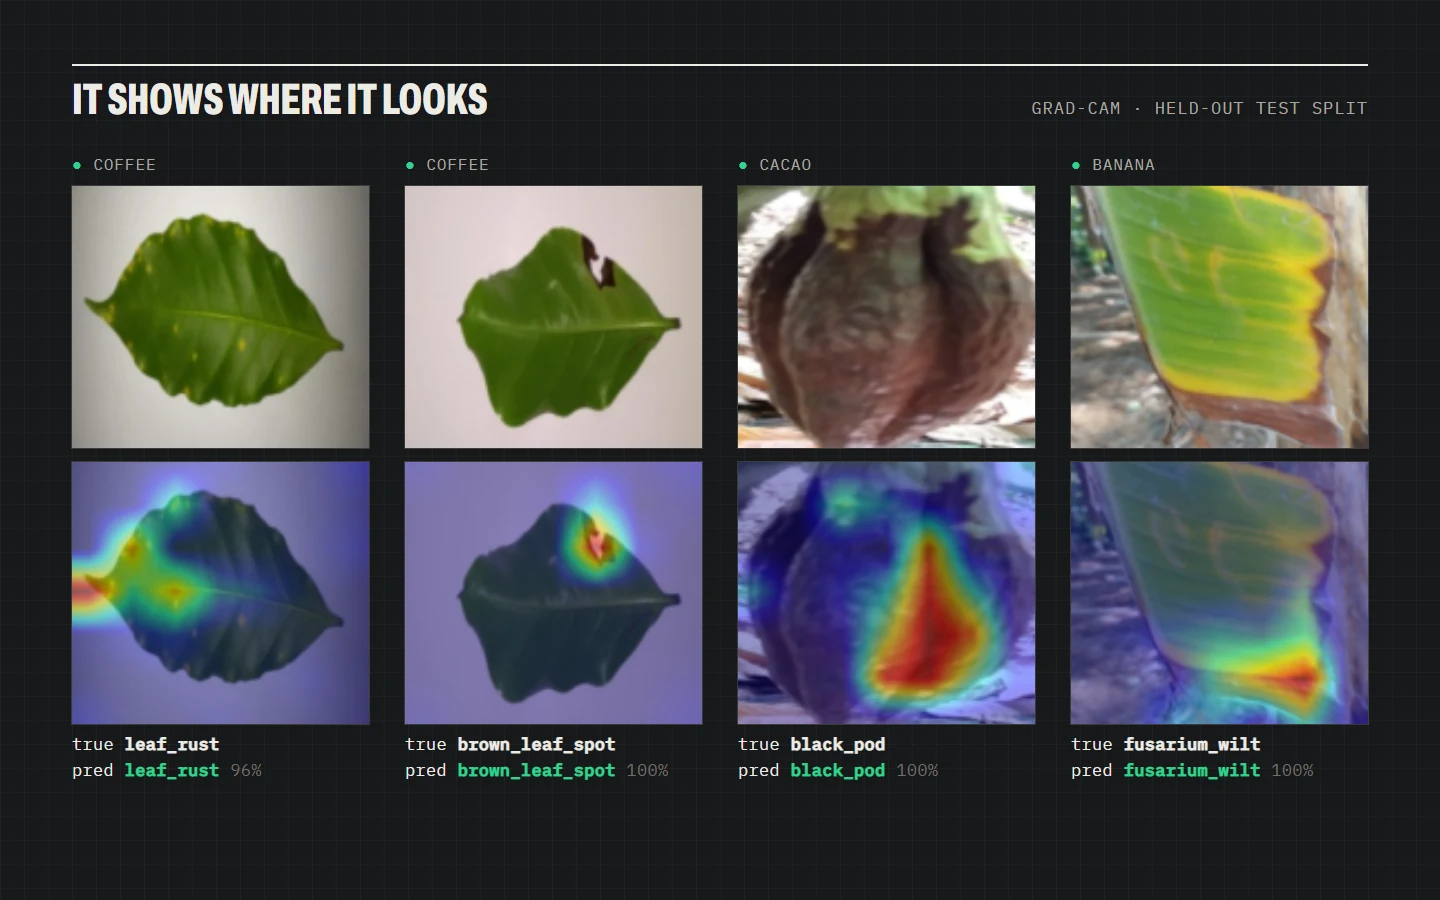 IT SHOWS WHERE IT LOOKS
GRAD-CAM · HELD-OUT TEST SPLIT
COFFEE
COFFEE
CACAO
BANANA
true leaf_rust
pred leaf_rust 96%
true brown_leaf_spot
pred brown_leaf_spot 100%
true black_pod
pred black_pod 100%
true fusarium_wilt
pred fusarium_wilt 100%